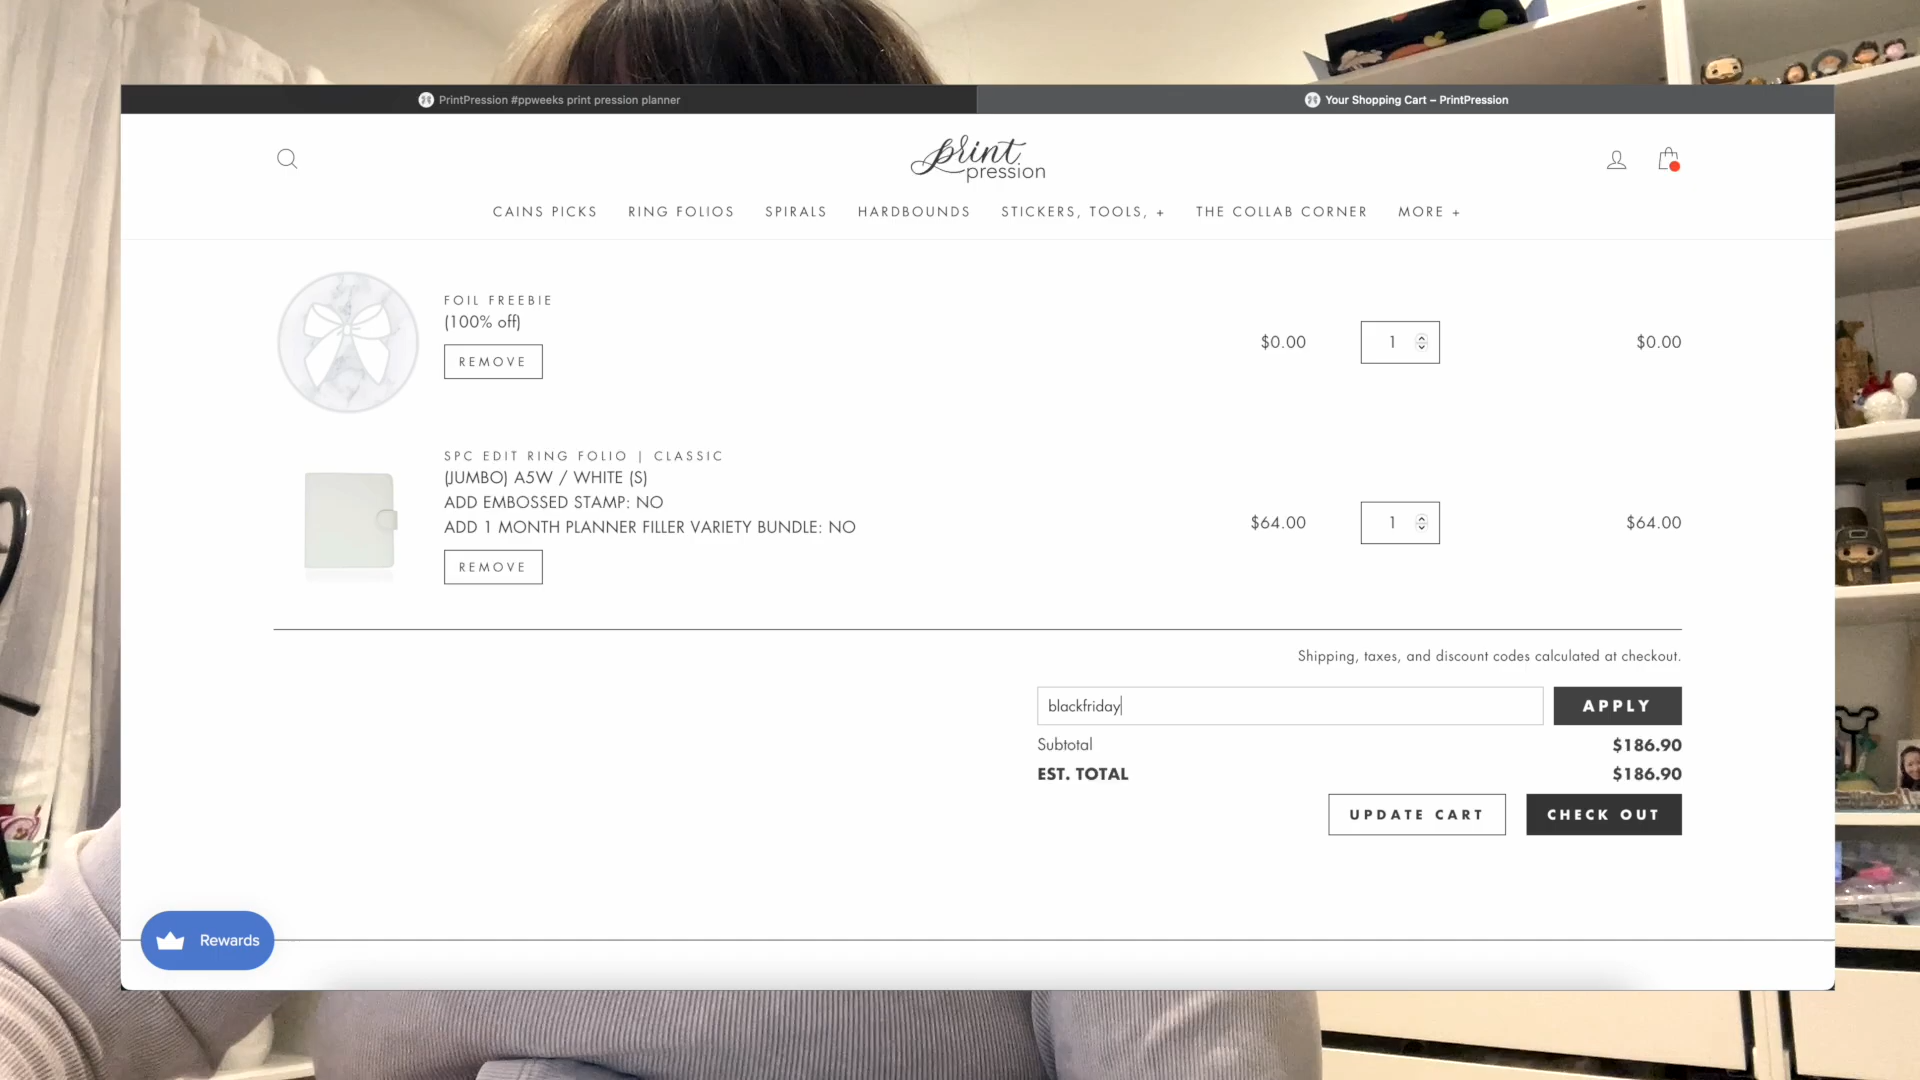 PrintPression #ppweeks print pression planner
Your Shopping Cart – PrintPression
print
pression
CAINS PICKS RING FOLIOS SPIRALS HARDBOUNDS STICKERS, TOOLS, + THE COLLAB CORNER MORE +
FOIL FREEBIE
(100% off)
REMOVE
$0.00 1 $0.00
SPC EDIT RING FOLIO | CLASSIC
(JUMBO) A5W / WHITE (S)
ADD EMBOSSED STAMP: NO
ADD 1 MONTH PLANNER FILLER VARIETY BUNDLE: NO
REMOVE
$64.00 1 $64.00
Shipping, taxes, and discount codes calculated at checkout.
blackfriday APPLY
Subtotal $186.90
EST. TOTAL $186.90
UPDATE CART CHECK OUT
Rewards